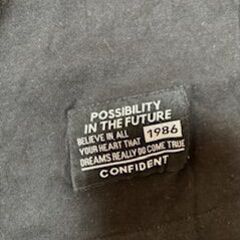 POSSIBILITY
IN THE FUTURE
BELIEVE IN ALL 1986
YOUR HEART THAT
DREAMS REALLY DO COME TRUE
CONFIDENT